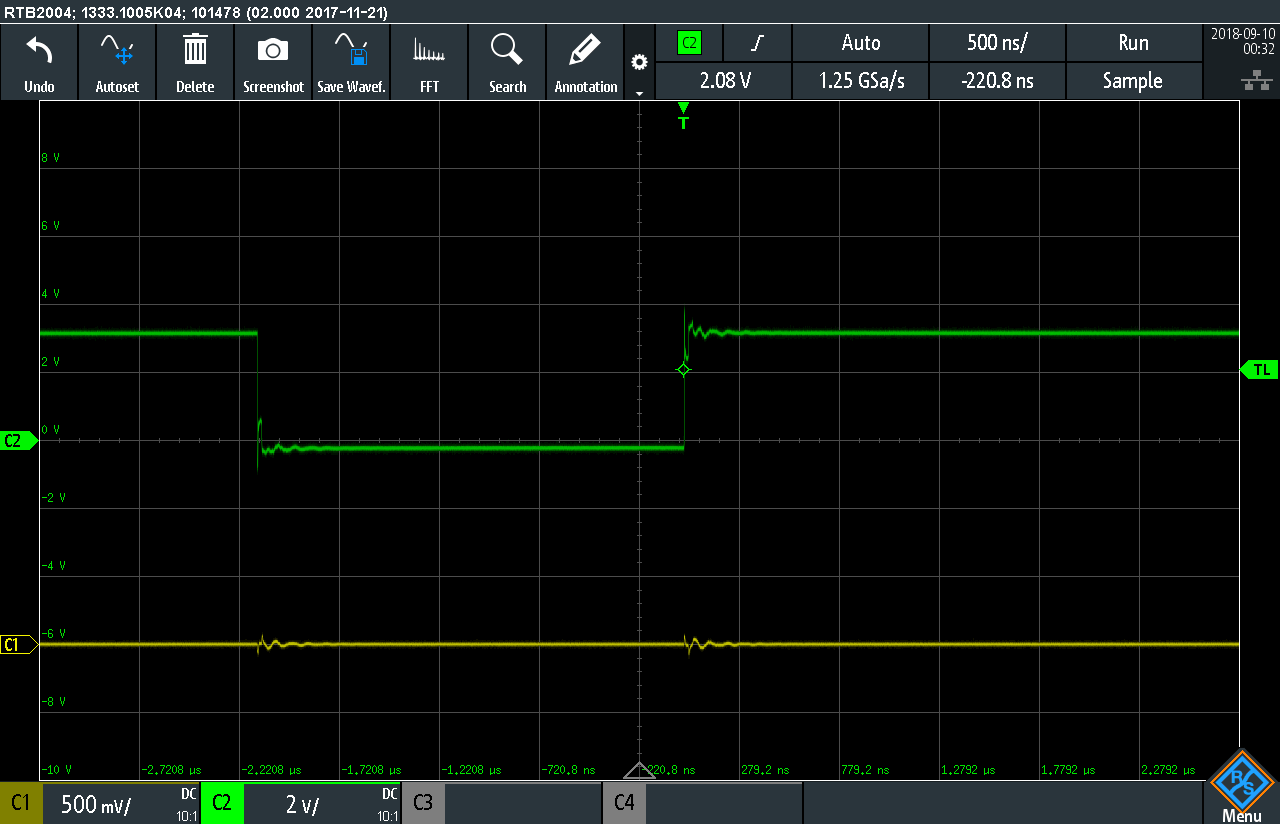 RTB2004; 1333.1005K04; 101478 (02.000 2017-11-21)
Undo Autoset Delete Screenshot Save Wavef. FFT Search Annotation
C2 Auto 500 ns/ Run
2.08 V 1.25 GSa/s -220.8 ns Sample
2018-09-10
00:32
T
8 V
6 V
4 V
2 V
TL
0 V
C2
-2 V
-4 V
-6 V
C1
-8 V
-10 V -2,7208 µs -2,2208 µs -1,7208 µs -1,2208 µs -720,8 ns 220,8 ns 279,2 ns 779,2 ns 1,2792 µs 1,7792 µs 2,2792 µs
C1 500 mV/ DC 10:1 C2 2 V/ DC 10:1 C3 C4
R S
Menu